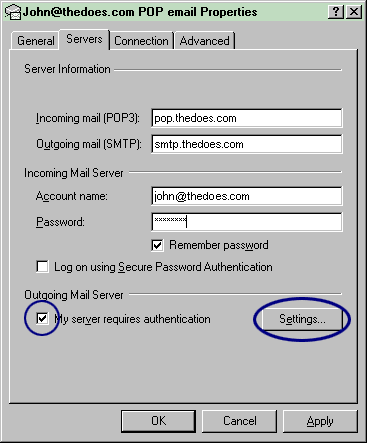 John@thedoes.com POP email Properties
General Servers Connection Advanced
Server Information
Incoming mail (POP3): pop.thedoes.com
Outgoing mail (SMTP): smtp.thedoes.com
Incoming Mail Server
Account name: john@thedoes.com
Password: ********
Remember password
Log on using Secure Password Authentication
Outgoing Mail Server
My server requires authentication Settings...
OK Cancel Apply